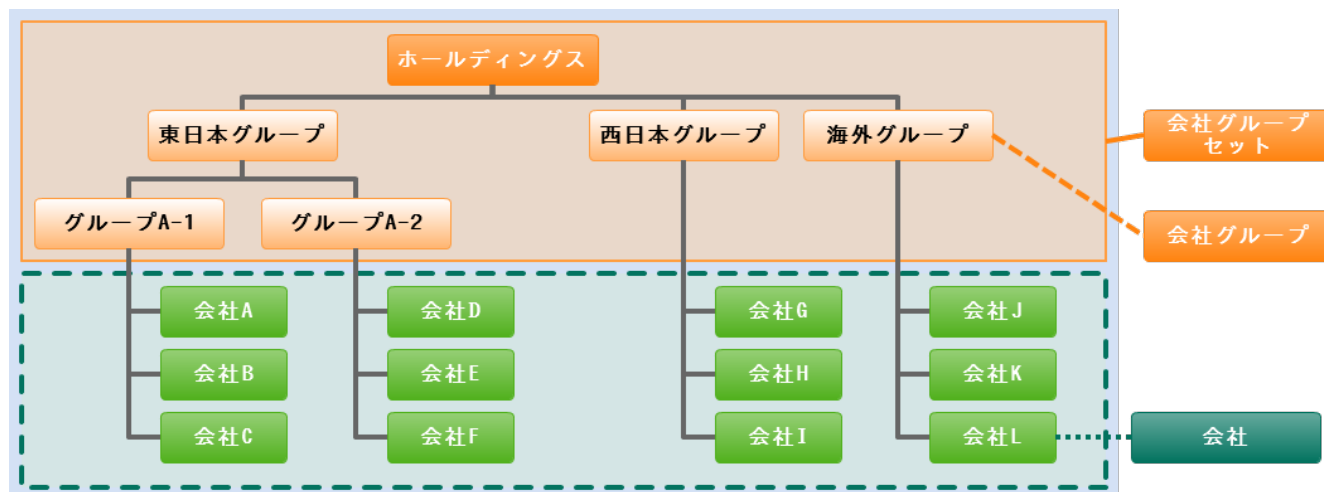 ホールディングス
東日本グループ
西日本グループ
海外グループ
会社グループ
セット
グループA-1
グループA-2
会社グループ
会社A
会社D
会社G
会社J
会社B
会社E
会社H
会社K
会社C
会社F
会社I
会社L
会社